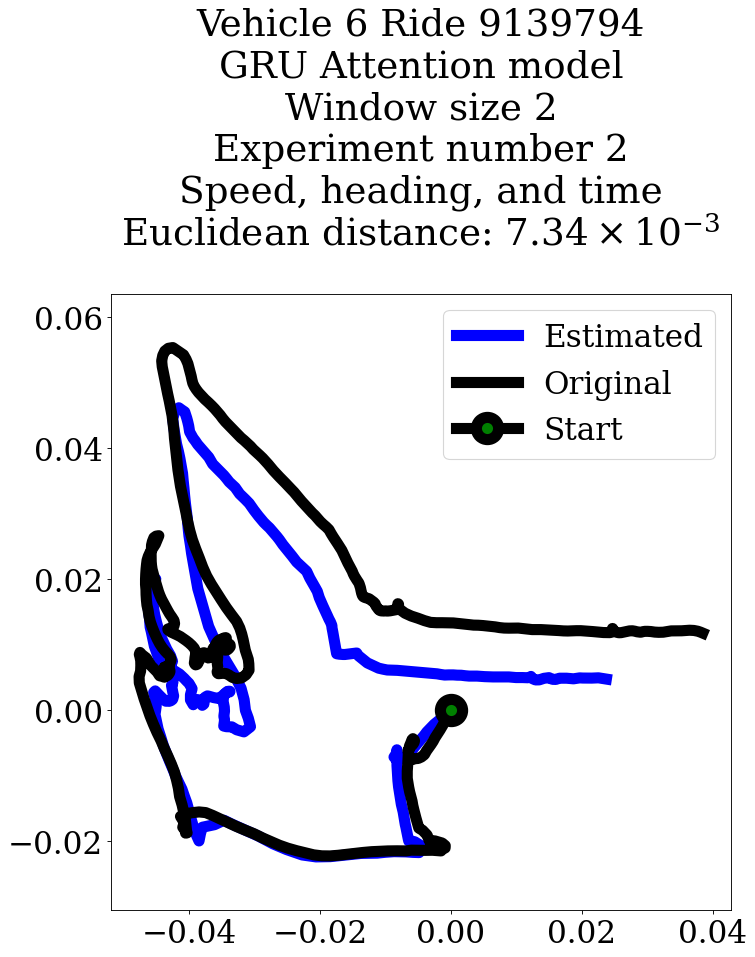 Vehicle 6 Ride 9139794
GRU Attention model
Window size 2
Experiment number 2
Speed, heading, and time
Euclidean distance: 7.34 × 10⁻³
Estimated
Original
Start
0.06
0.04
0.02
0.00
−0.02
−0.04 −0.02 0.00 0.02 0.04